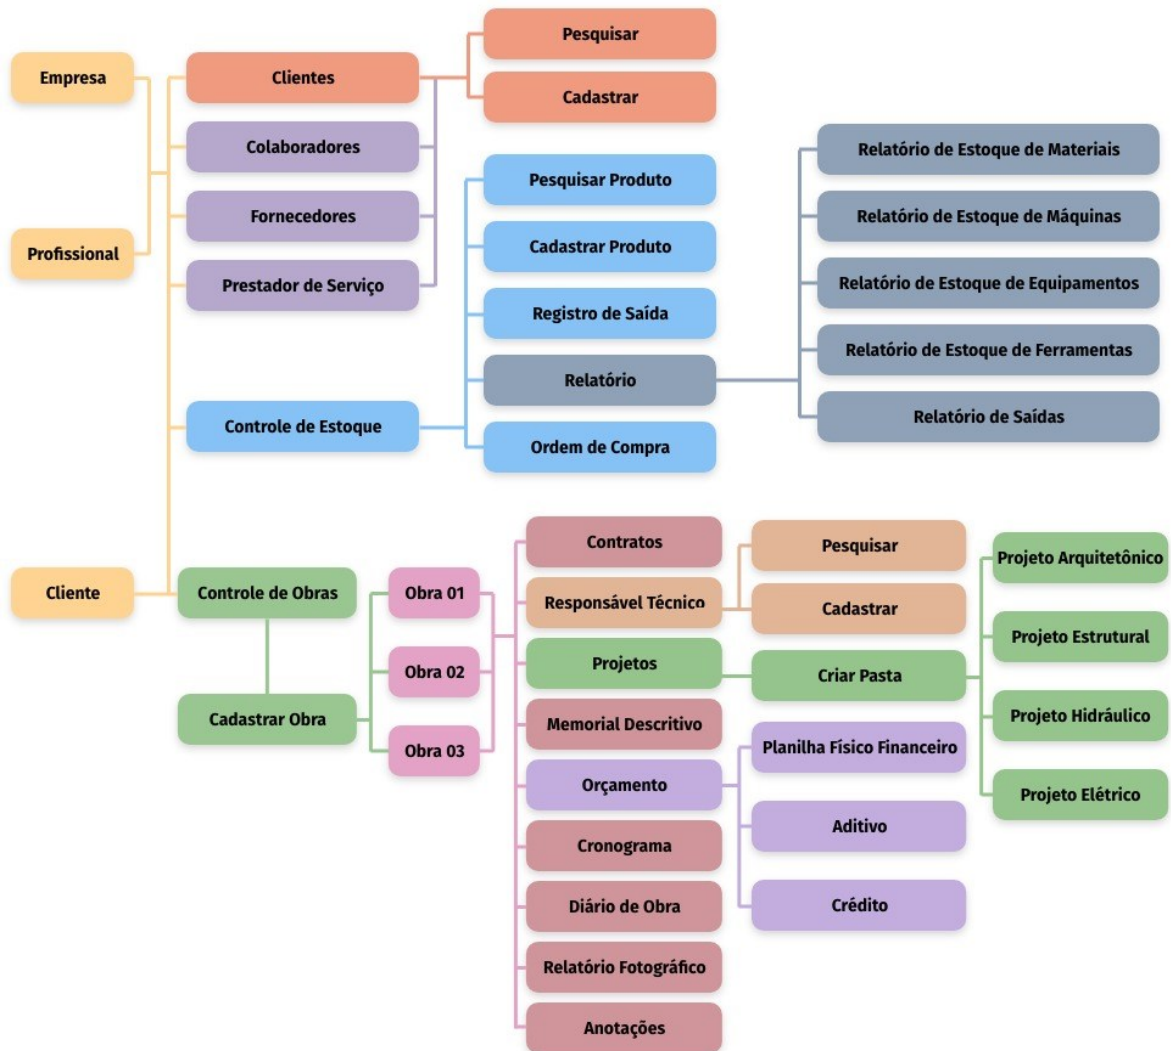 Empresa
Profissional
Cliente
Clientes
Colaboradores
Fornecedores
Prestador de Serviço
Controle de Estoque
Controle de Obras
Cadastrar Obra
Pesquisar
Cadastrar
Pesquisar Produto
Cadastrar Produto
Registro de Saída
Relatório
Ordem de Compra
Relatório de Estoque de Materiais
Relatório de Estoque de Máquinas
Relatório de Estoque de Equipamentos
Relatório de Estoque de Ferramentas
Relatório de Saídas
Obra 01
Obra 02
Obra 03
Contratos
Responsável Técnico
Projetos
Memorial Descritivo
Orçamento
Cronograma
Diário de Obra
Relatório Fotográfico
Anotações
Pesquisar
Cadastrar
Criar Pasta
Planilha Físico Financeiro
Aditivo
Crédito
Projeto Arquitetônico
Projeto Estrutural
Projeto Hidráulico
Projeto Elétrico